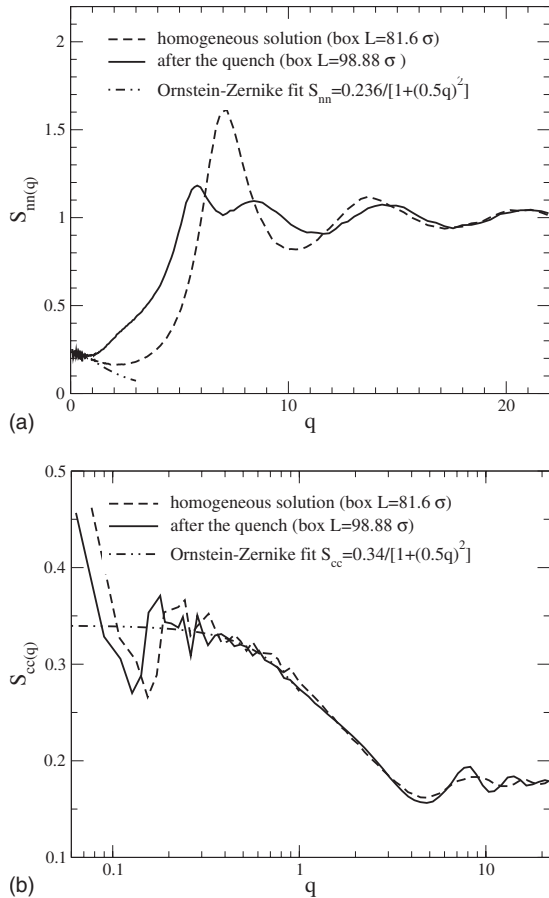 2
1.5
1
0.5
0
0
10
20
S_nn(q)
q
homogeneous solution (box L=81.6 σ)
after the quench (box L=98.88 σ )
Ornstein-Zernike fit S_nn=0.236/[1+(0.5q)^2]
(a)
0.5
0.4
0.3
0.2
0.1
0.1
1
10
S_cc(q)
q
homogeneous solution (box L=81.6 σ)
after the quench (box L=98.88 σ)
Ornstein-Zernike fit S_cc=0.34/[1+(0.5q)^2]
(b)